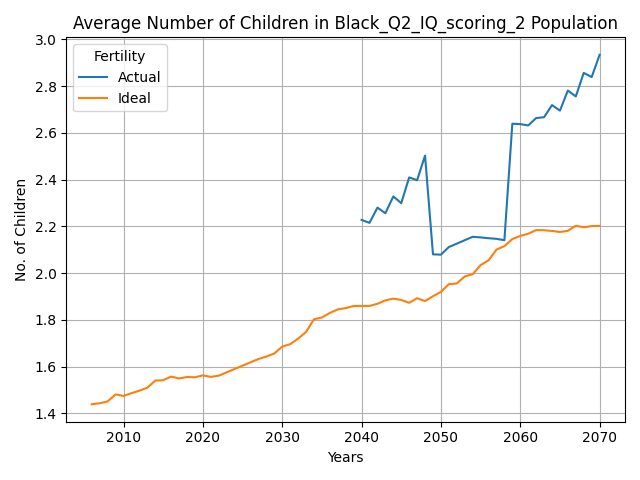 Average Number of Children in Black_Q2_IQ_scoring_2 Population
Fertility
Actual
Ideal
No. of Children
3.0
2.8
2.6
2.4
2.2
2.0
1.8
1.6
1.4
2010 2020 2030 2040 2050 2060 2070
Years